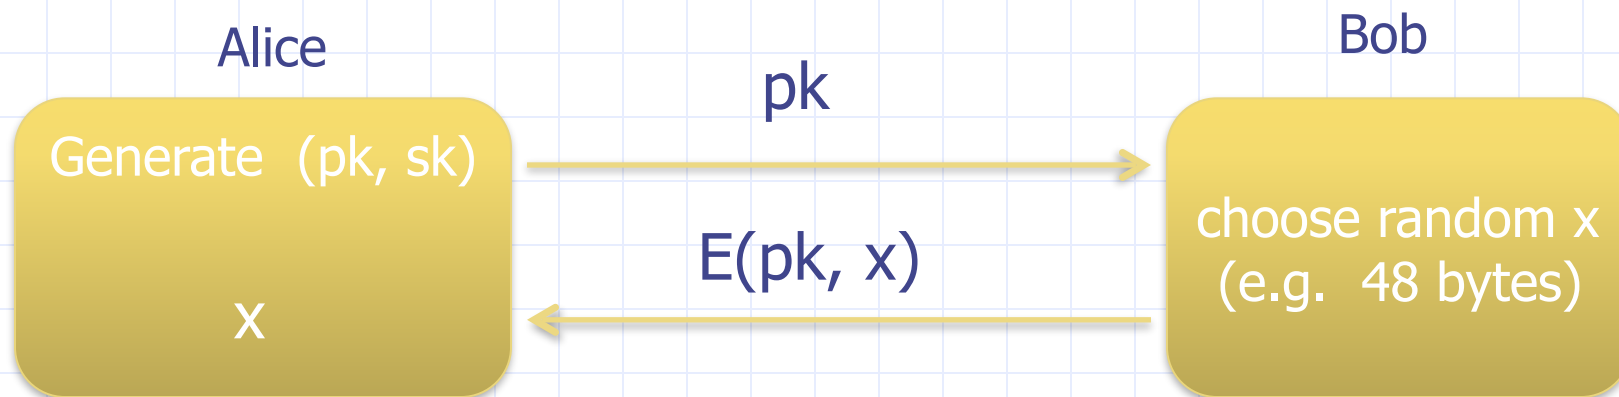 Alice
Bob
pk
Generate (pk, sk)
choose random x
(e.g. 48 bytes)
E(pk, x)
x